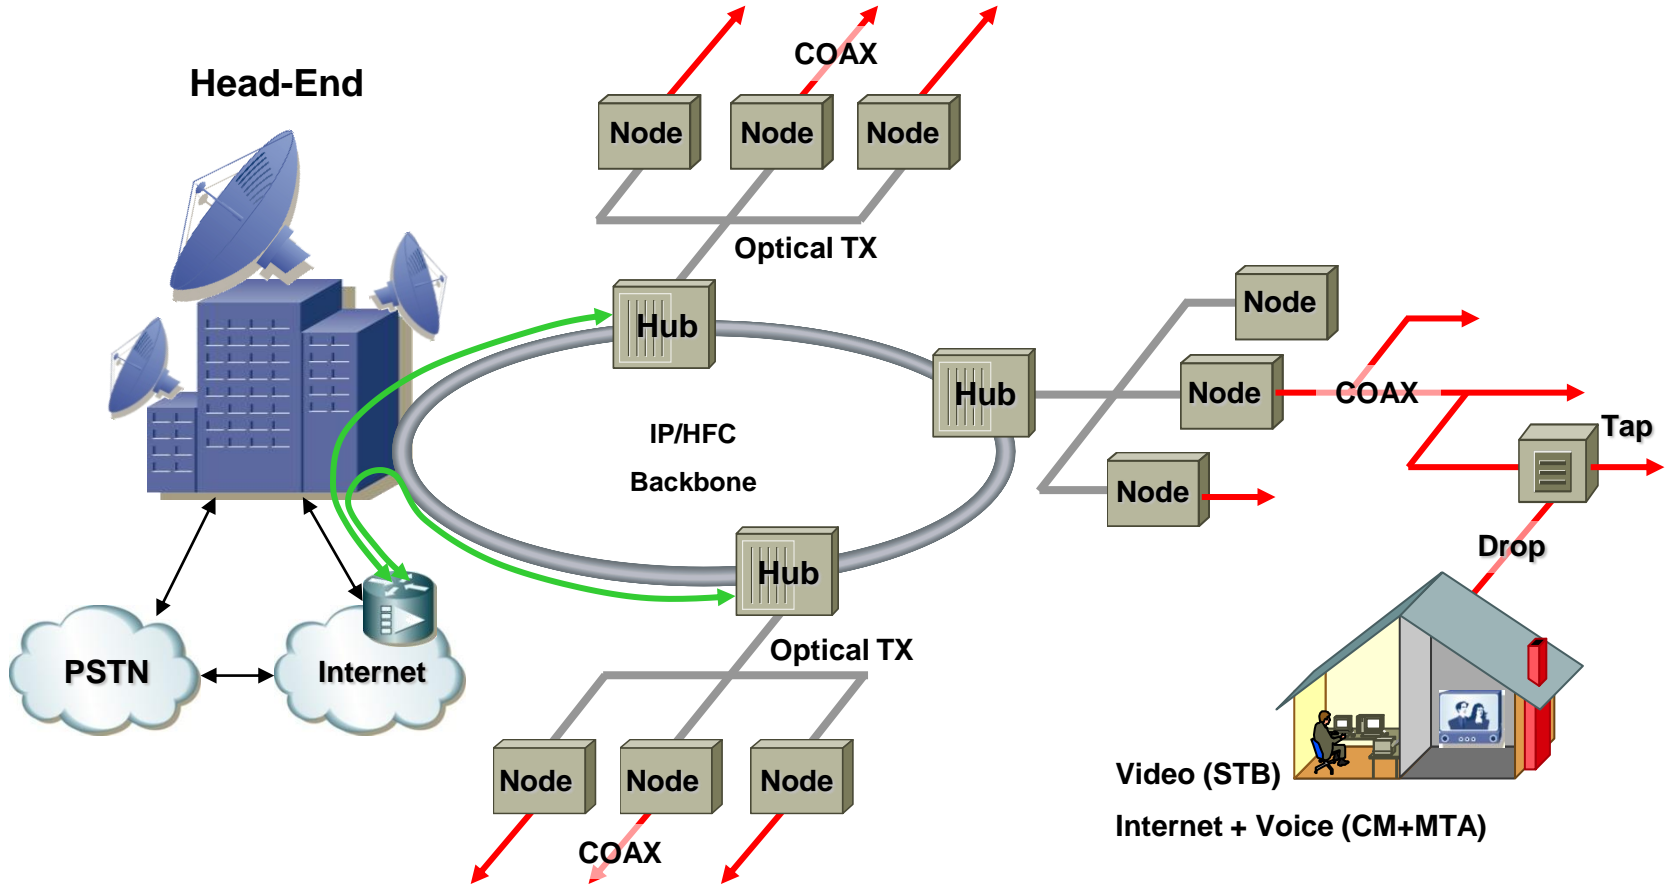 COAX
Head-End
Node
Node
Node
Optical TX
Node
Hub
Hub
Node
COAX
Tap
IP/HFC
Backbone
Node
Drop
Hub
PSTN
Internet
Optical TX
Node
Node
Node
Video (STB)
Internet + Voice (CM+MTA)
COAX